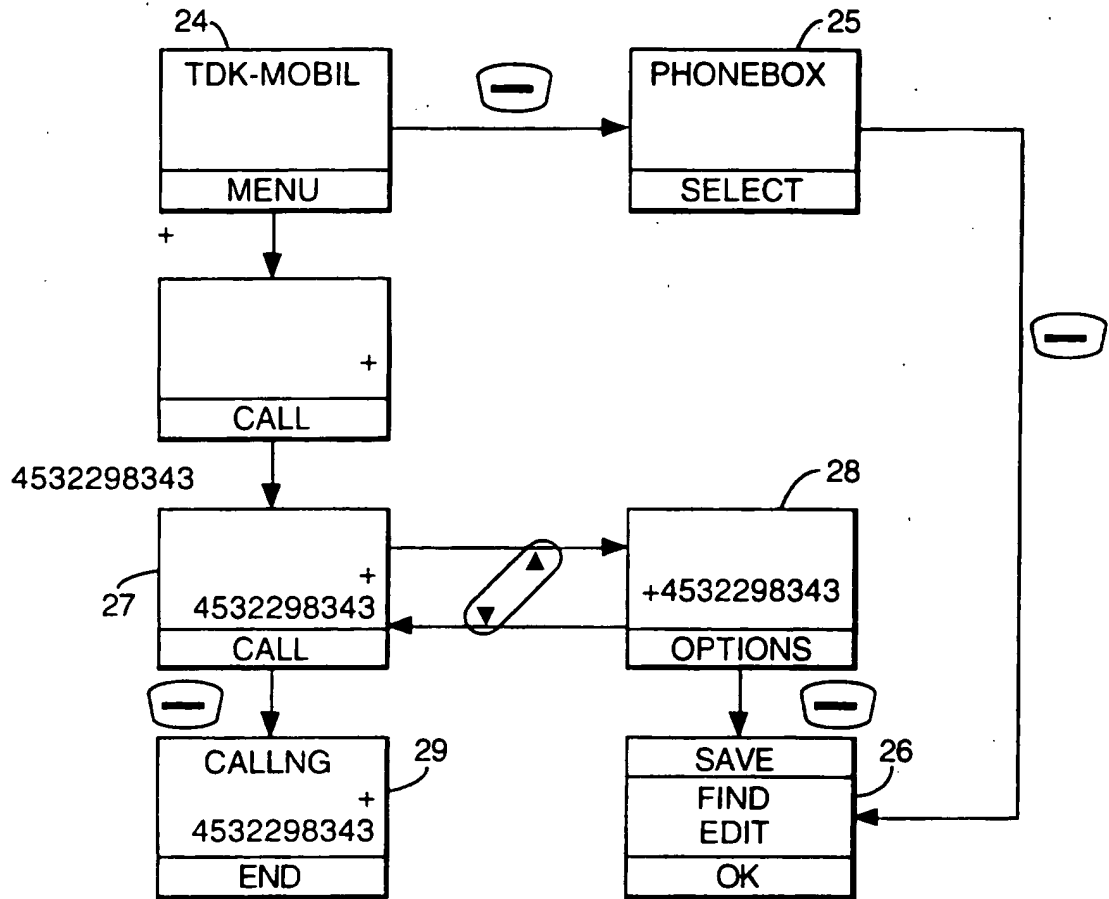 24
25
TDK-MOBIL
PHONEBOX
MENU
SELECT
+
+
CALL
4532298343
28
27
+
4532298343
+4532298343
CALL
OPTIONS
CALLNG
29
SAVE
26
+
FIND
4532298343
EDIT
END
OK